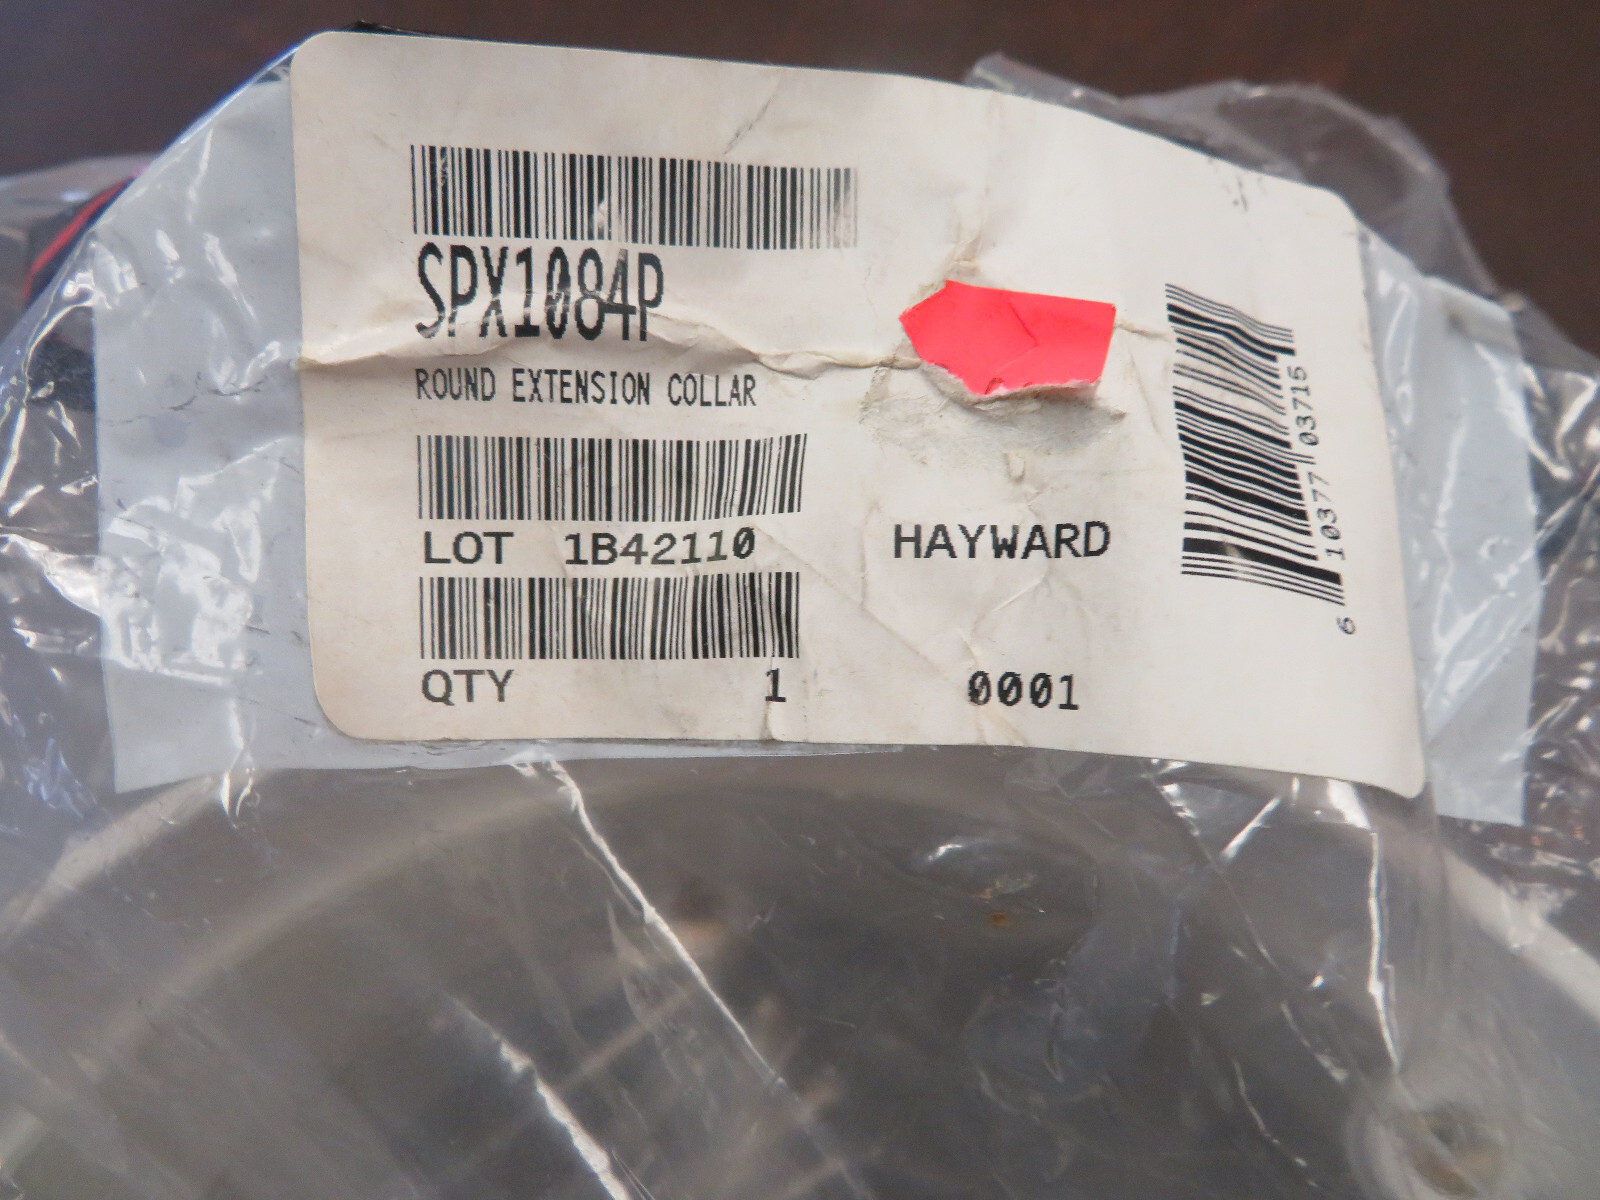 SPX1084P
ROUND EXTENSION COLLAR
LOT 1B42110
HAYWARD
QTY 1
0001
6 10377 03715